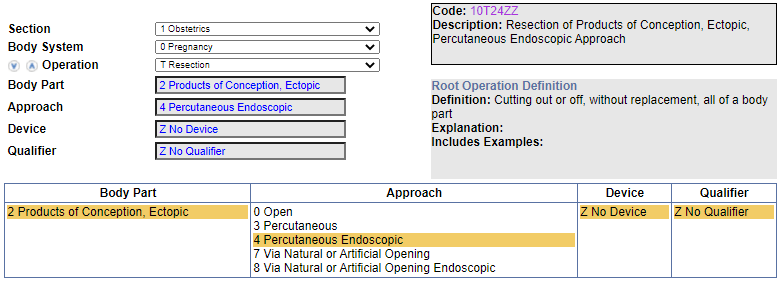 Section 1 Obstetrics
Body System 0 Pregnancy
Operation T Resection
Body Part 2 Products of Conception, Ectopic
Approach 4 Percutaneous Endoscopic
Device Z No Device
Qualifier Z No Qualifier
Code: 10T24ZZ
Description: Resection of Products of Conception, Ectopic,
Percutaneous Endoscopic Approach
Root Operation Definition
Definition: Cutting out or off, without replacement, all of a body
part
Explanation:
Includes Examples:
Body Part Approach Device Qualifier
2 Products of Conception, Ectopic 0 Open Z No Device Z No Qualifier
3 Percutaneous
4 Percutaneous Endoscopic
7 Via Natural or Artificial Opening
8 Via Natural or Artificial Opening Endoscopic